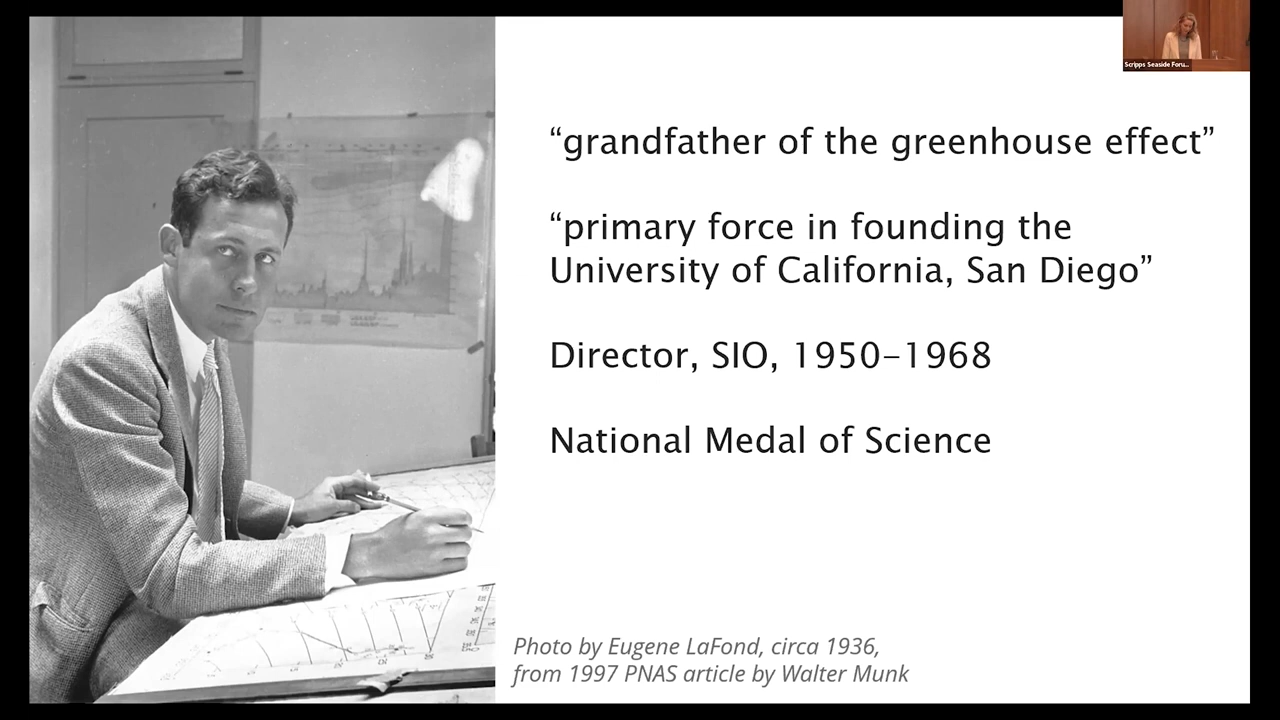 Scripps Seaside Foru...
“grandfather of the greenhouse effect”
“primary force in founding the
University of California, San Diego”
Director, SIO, 1950–1968
National Medal of Science
Photo by Eugene LaFond, circa 1936,
from 1997 PNAS article by Walter Munk